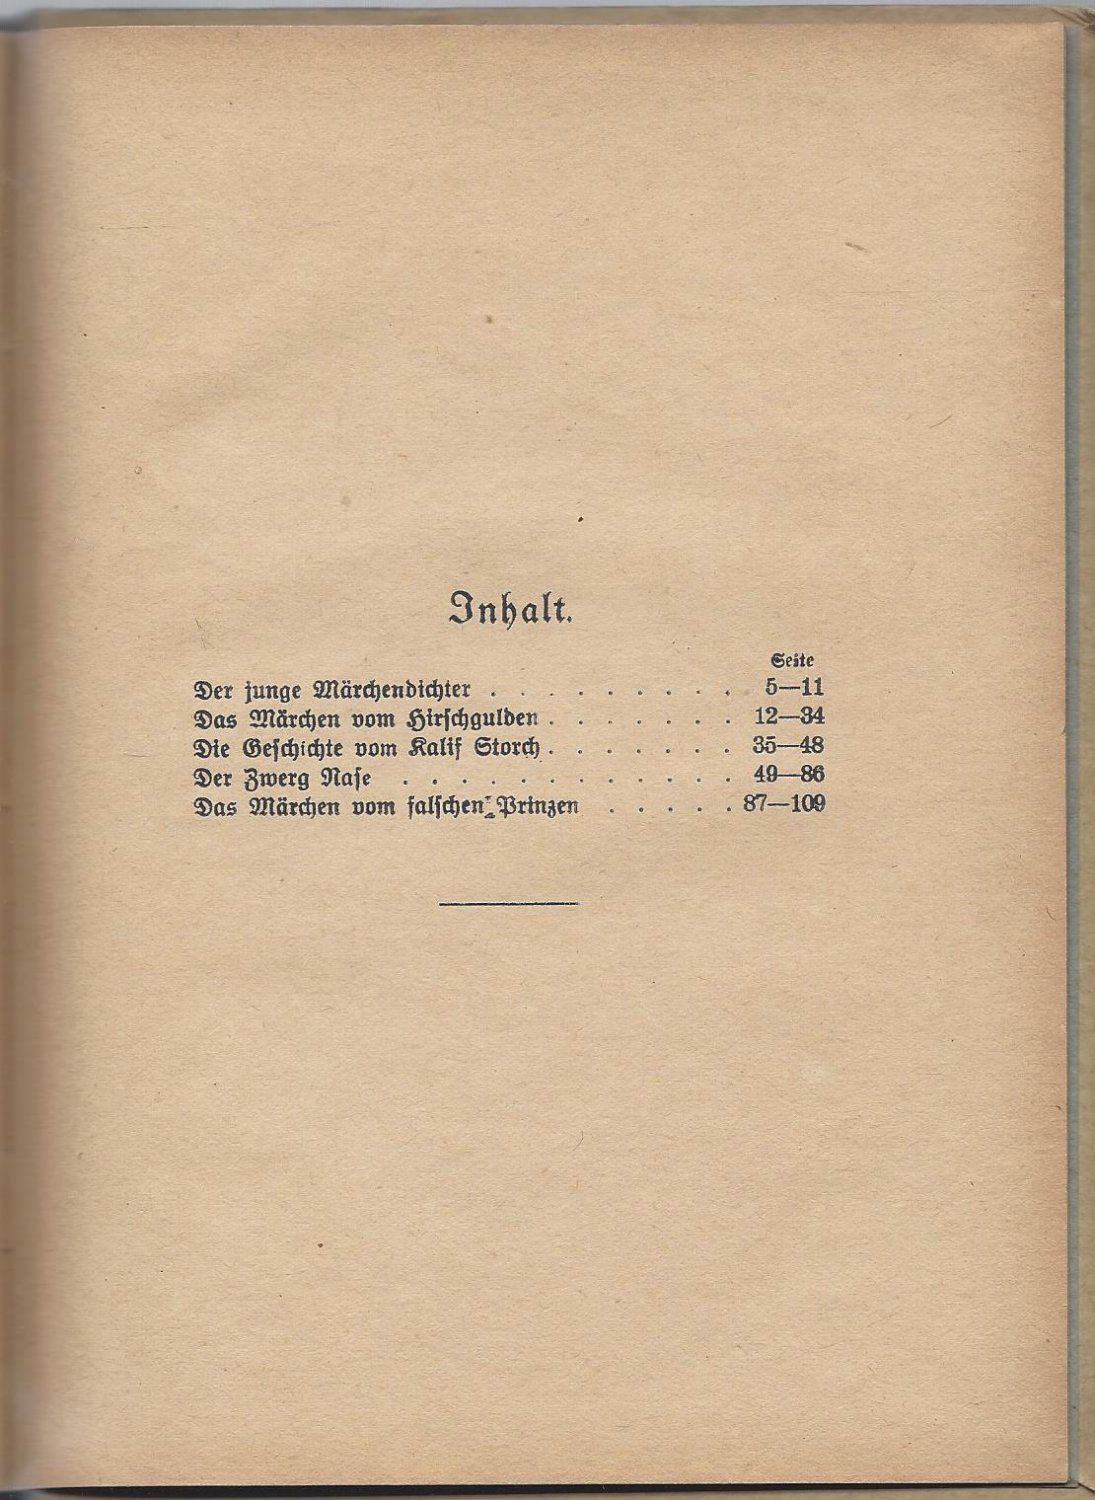 Inhalt.
Seite
Der junge Märchendichter . . . . . . . . . 5—11
Das Märchen vom Hirschgulden . . . . . . . 12—34
Die Geschichte vom Kalif Storch . . . . . . . 35—48
Der Zwerg Nase . . . . . . . . . . . . 49—86
Das Märchen vom falschen Prinzen . . . . . 87—109